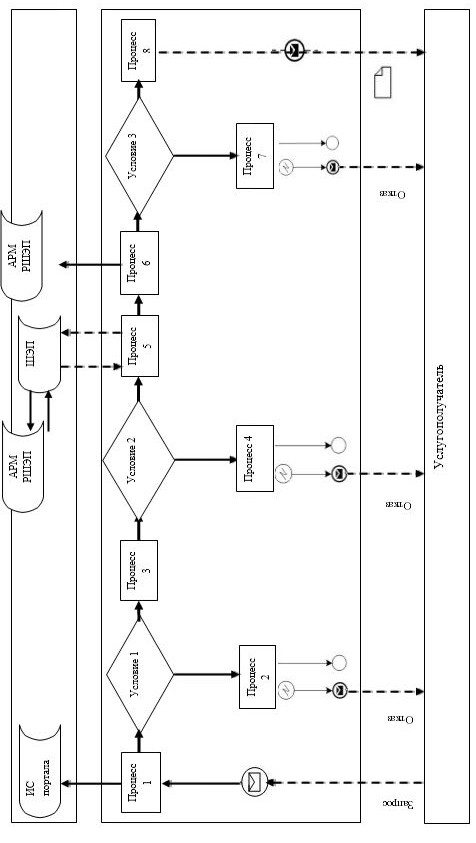 ИС
портала
АРМ
РШЭП
ШЭП
АРМ
РШЭП
Процесс
1
Условие 1
Процесс
2
Процесс
3
Условие 2
Процесс 4
Процесс
5
Процесс
6
Условие 3
Процесс
7
Процесс
8
Запрос
Отказ
Отказ
Отказ
Услугополучатель